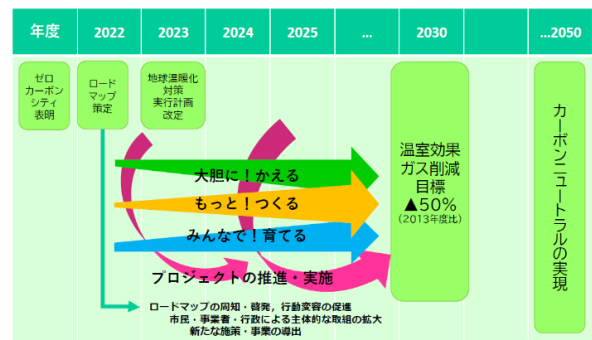 年度 2022 2023 2024 2025 … 2030 …2050
ゼロ
カーボン
シティ
表明
ロード
マップ
策定
地球温暖化
対策
実行計画
改定
大胆に！かえる
もっと！つくる
みんなで！育てる
プロジェクトの推進・実施
ロードマップの周知・啓発，行動変容の促進
市民・事業者・行政による主体的な取組の拡大
新たな施策・事業の導出
温室効果
ガス削減
目標
▲50%
(2013年度比)
カーボンニュートラルの実現